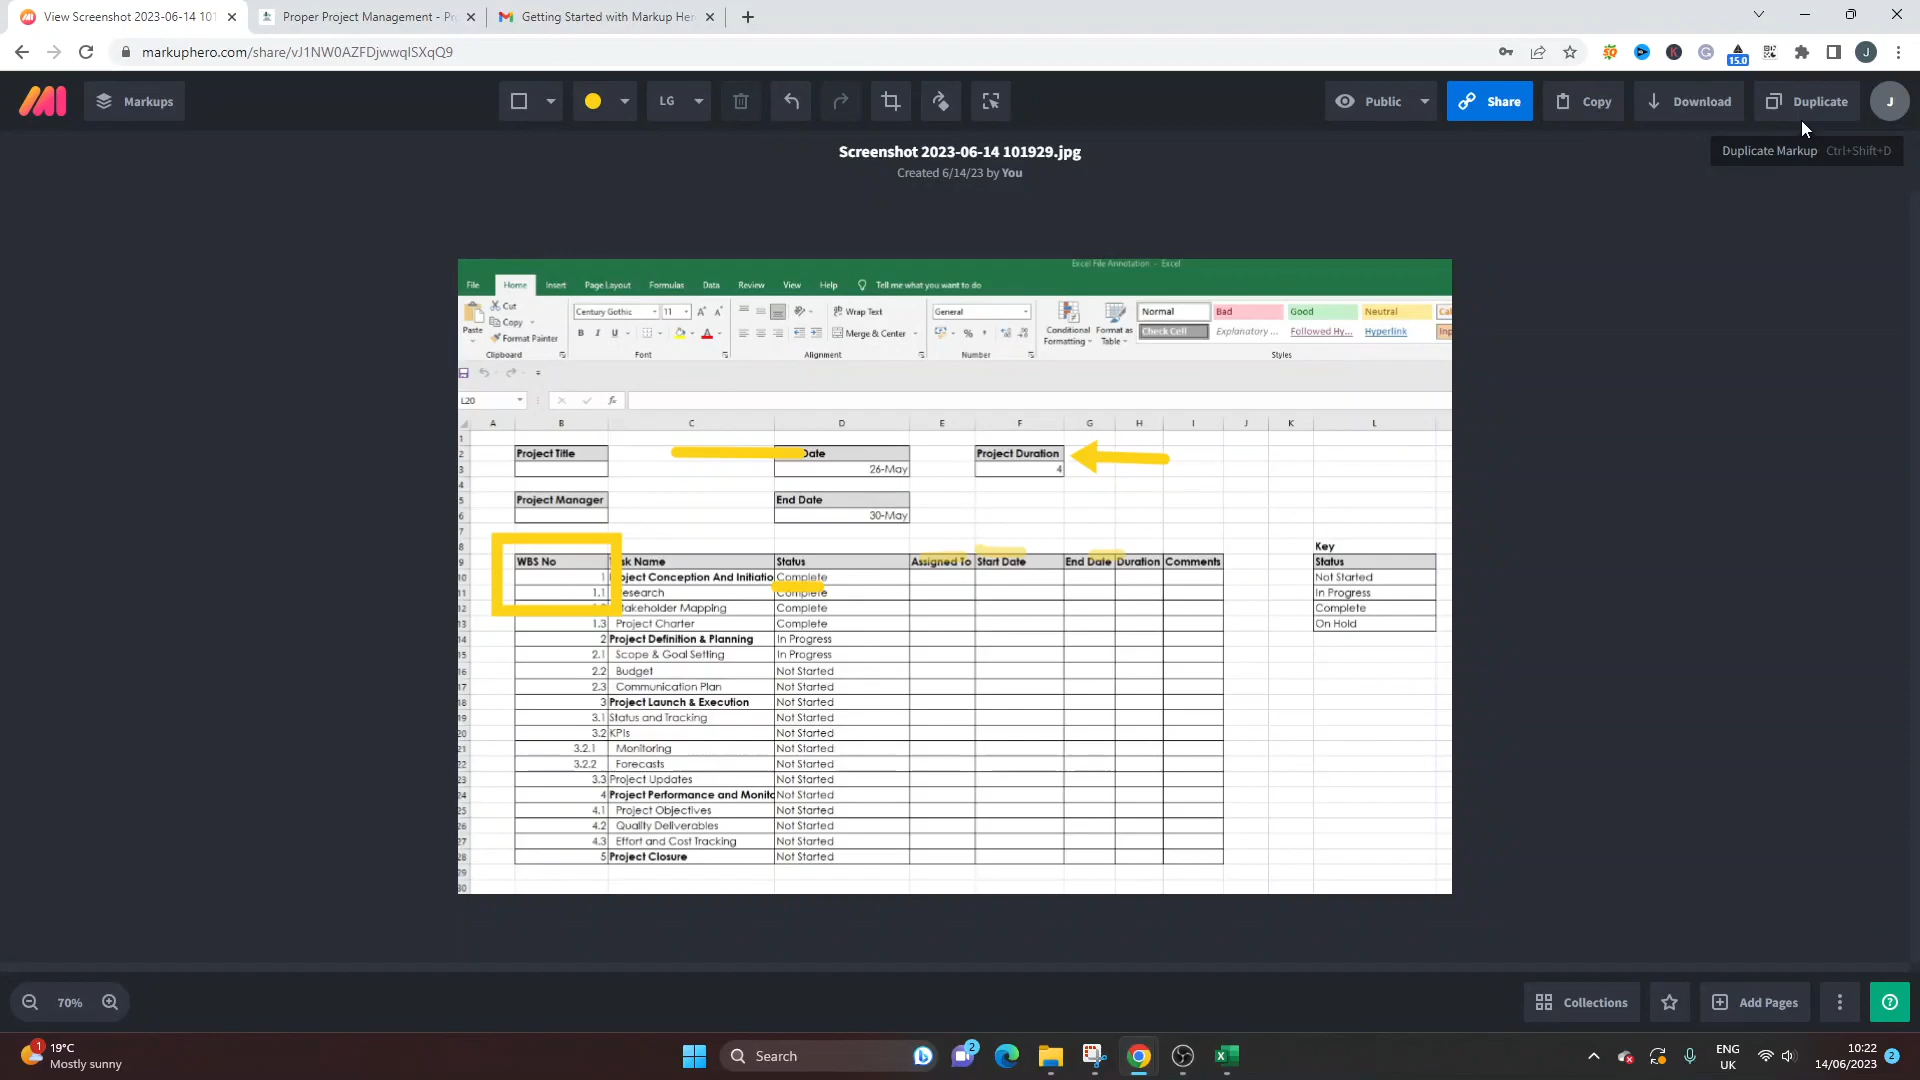 View Screenshot 2023-06-14 101
Proper Project Management - Pr
Getting Started with Markup Her
markuphero.com/share/vJ1NW0AZFDjwwqlSXqQ9
15.0
J
Markups
LG
Public
Share
Copy
Download
Duplicate
J
Duplicate Markup Ctrl+Shift+D
Screenshot 2023-06-14 101929.jpg
Created 6/14/23 by You
Excel File Annotation - Excel
File Home Insert Page Layout Formulas Data Review View Help Tell me what you want to do
Cut
Copy
Format Painter
Paste
Clipboard
Century Gothic 11
B I U
Font
Wrap Text
Merge & Center
Alignment
General
Number
Conditional Formatting
Format as Table
Normal Bad Good Neutral
Check Cell Explanatory ... Followed Hy... Hyperlink
Styles
L20
fx
A B C D E F G H I J K L
Project Title Date Project Duration
26-May 4
Project Manager End Date
30-May
Key
WBS No sk Name Status Assigned To Start Date End Date Duration Comments Status
1 oject Conception And Initiatio Complete Not Started
1.1 esearch Complete In Progress
takeholder Mapping Complete Complete
1.3 Project Charter Complete On Hold
2 Project Definition & Planning In Progress
2.1 Scope & Goal Setting In Progress
2.2 Budget Not Started
2.3 Communication Plan Not Started
3 Project Launch & Execution Not Started
3.1 Status and Tracking Not Started
3.2 KPIs Not Started
3.2.1 Monitoring Not Started
3.2.2 Forecasts Not Started
3.3 Project Updates Not Started
4 Project Performance and Monito Not Started
4.1 Project Objectives Not Started
4.2 Quality Deliverables Not Started
4.3 Effort and Cost Tracking Not Started
5 Project Closure Not Started
70%
Collections
Add Pages
1
19°C
Mostly sunny
Search
2
ENG
UK
10:22
14/06/2023
2